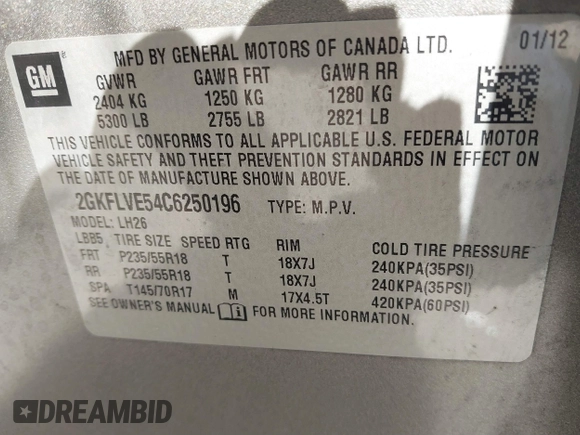 GM
MFD BY GENERAL MOTORS OF CANADA LTD. 01/12
GVWR GAWR FRT GAWR RR
2404 KG 1250 KG 1280 KG
5300 LB 2755 LB 2821 LB
THIS VEHICLE CONFORMS TO ALL APPLICABLE U.S. FEDERAL MOTOR
VEHICLE SAFETY AND THEFT PREVENTION STANDARDS IN EFFECT ON
THE DATE OF MANUFACTURE SHOWN ABOVE.
2GKFLVE54C6250196 TYPE: M.P.V.
MODEL: LH26
LBB5 TIRE SIZE SPEED RTG RIM COLD TIRE PRESSURE
FRT P235/55R18 T 18X7J 240KPA(35PSI)
RR P235/55R18 T 18X7J 240KPA(35PSI)
SPA T145/70R17 M 17X4.5T 420KPA(60PSI)
SEE OWNER'S MANUAL FOR MORE INFORMATION.
DREAMBID